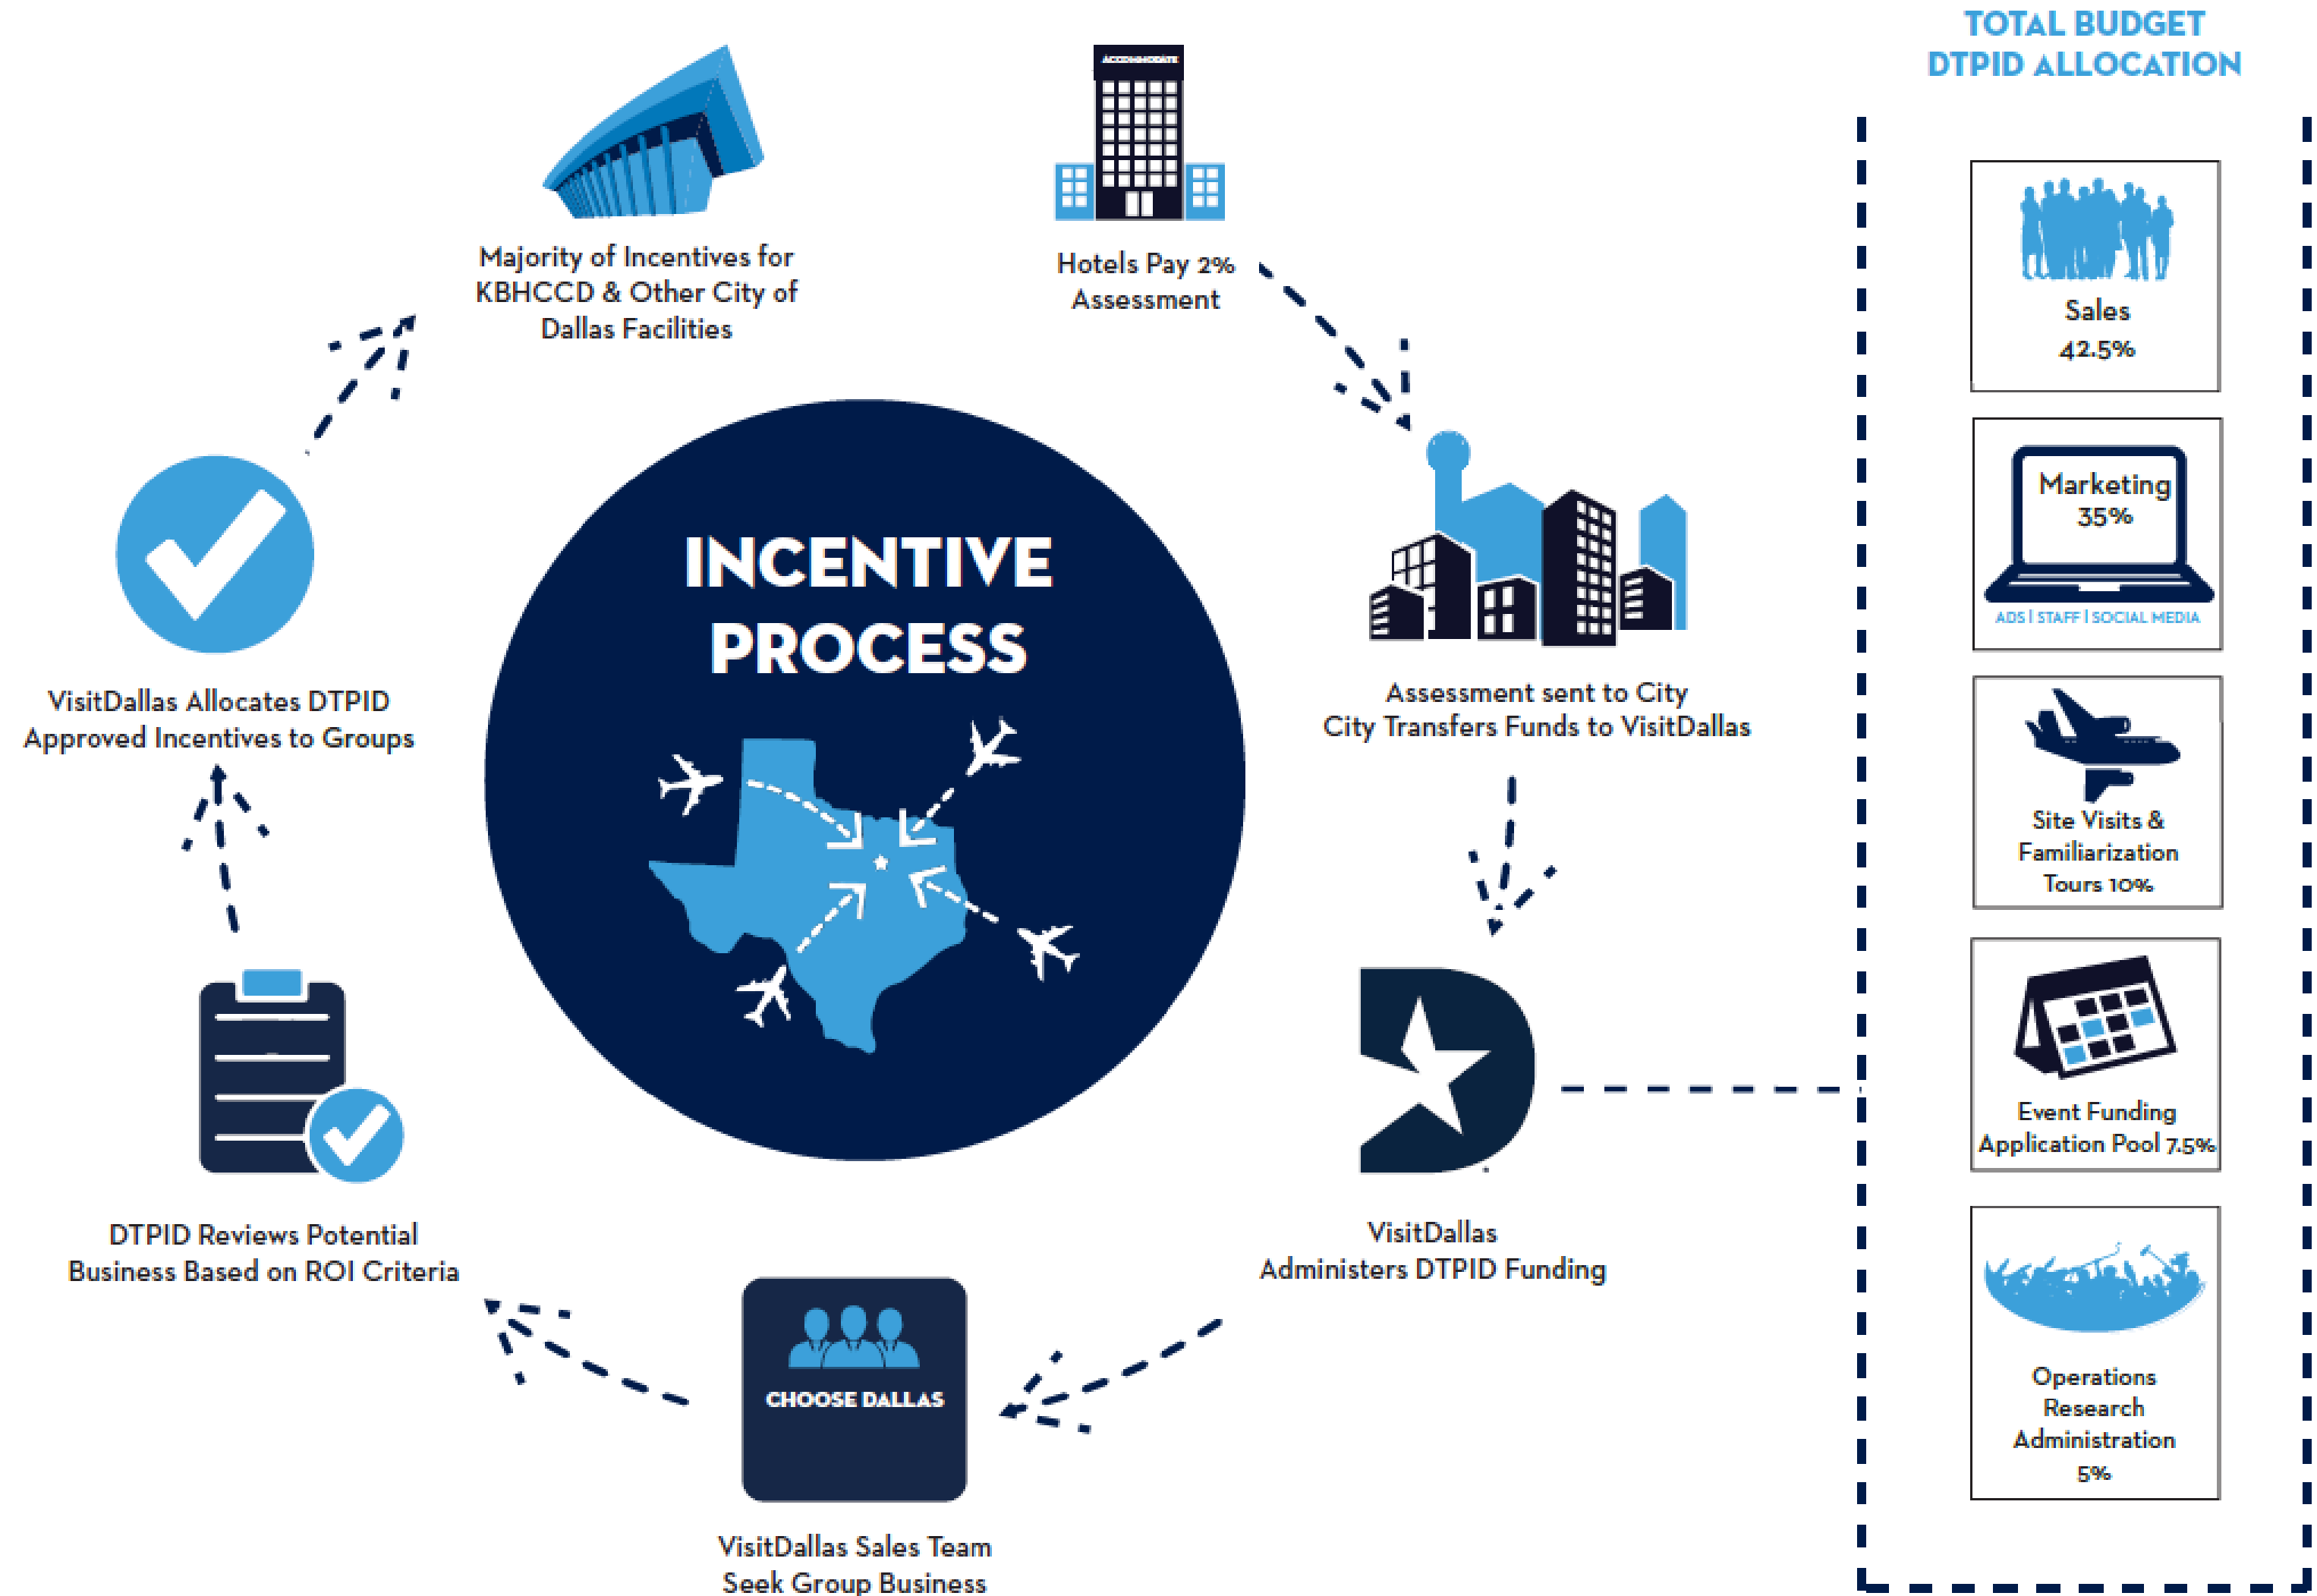 TOTAL BUDGET
DTPID ALLOCATION
ACCOMMODATE
Majority of Incentives for
KBHCCD & Other City of
Dallas Facilities
Hotels Pay 2%
Assessment
Assessment sent to City
City Transfers Funds to VisitDallas
VisitDallas
Administers DTPID Funding
CHOOSE DALLAS
VisitDallas Sales Team
Seek Group Business
DTPID Reviews Potential
Business Based on ROI Criteria
VisitDallas Allocates DTPID
Approved Incentives to Groups
INCENTIVE
PROCESS
Sales
42.5%
Marketing
35%
ADS | STAFF | SOCIAL MEDIA
Site Visits &
Familiarization
Tours 10%
Event Funding
Application Pool 7.5%
Operations
Research
Administration
5%